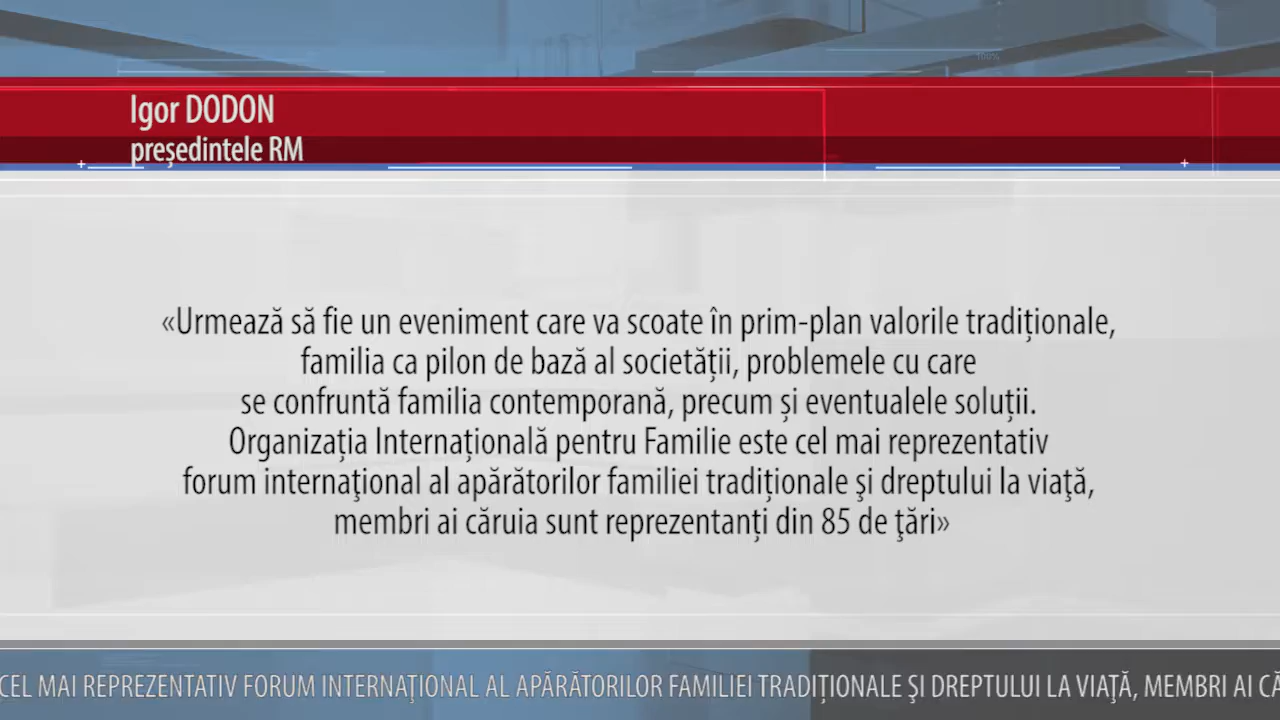 Igor DODON
preşedintele RM
«Urmează să fie un eveniment care va scoate în prim-plan valorile tradiționale,
familia ca pilon de bază al societății, problemele cu care
se confruntă familia contemporană, precum și eventualele soluții.
Organizația Internațională pentru Familie este cel mai reprezentativ
forum internaţional al apărătorilor familiei tradiționale şi dreptului la viaţă,
membri ai căruia sunt reprezentanți din 85 de ţări»
CEL MAI REPREZENTATIV FORUM INTERNAŢIONAL AL APĂRĂTORILOR FAMILIEI TRADIȚIONALE ŞI DREPTULUI LA VIAŢĂ, MEMBRI AI CĂ